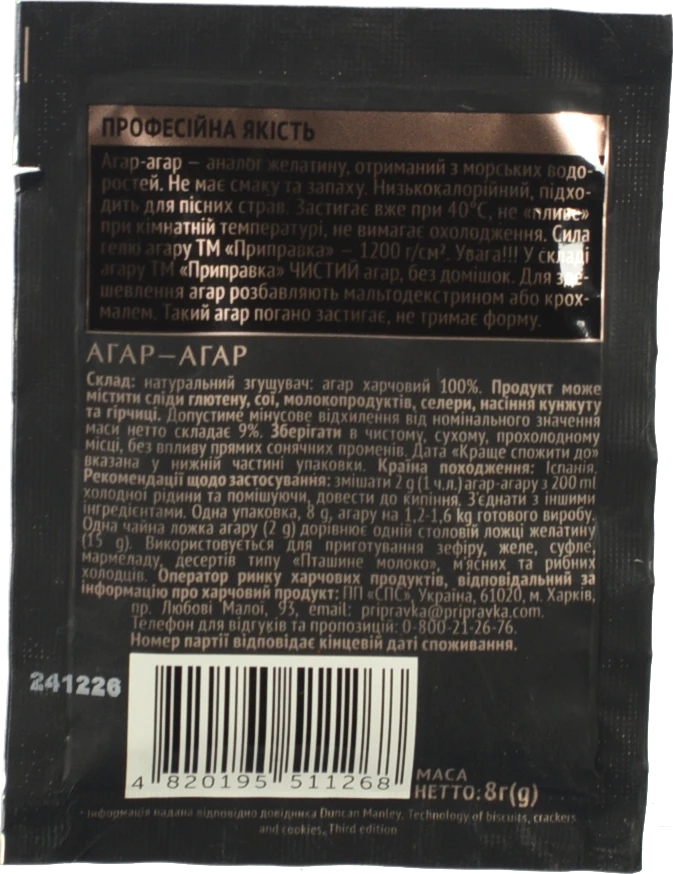 ПРОФЕСІЙНА ЯКІСТЬ
Агар-агар — аналог желатину, отриманий з морських водо-
ростей. Не має смаку та запаху. Низькокалорійний, підхо-
дить для пісних страв. Застигає вже при 40°С, не «пливе»
при кімнатній температурі, не вимагає охолодження. Сила
гелю агару ТМ «Приправка» — 1200 г/см². Увага!!! У складі
агару ТМ «Приправка» ЧИСТИЙ агар, без домішок. Для зде-
шевлення агар розбавляють мальтодекстрином або крох-
малем. Такий агар погано застигає, не тримає форму.
АГАР—АГАР
Склад: натуральний згущувач: агар харчовий 100%. Продукт може
містити сліди глютену, сої, молокопродуктів, селери, насіння кунжуту
та гірчиці. Допустиме мінусове відхилення від номінального значення
маси нетто складає 9%. Зберігати в чистому, сухому, прохолодному
місці, без впливу прямих сонячних променів. Дата «Краще спожити до»
вказана у нижній частині упаковки. Країна походження: Іспанія.
Рекомендації щодо застосування: змішати 2 g (1 ч.л.) агар-агару з 200 ml
холодної рідини та помішуючи, довести до кипіння. З'єднати з іншими
інгредієнтами. Одна упаковка, 8 g, агару на 1,2-1,6 kg готового виробу.
Одна чайна ложка агару (2 g) дорівнює одній столовій ложці желатину
(15 g). Використовується для приготування зефіру, желе, суфле,
мармеладу, десертів типу «Пташине молоко», м'ясних та рибних
холодців. Оператор ринку харчових продуктів, відповідальний за
інформацію про харчовий продукт: ПП «СПС», Україна, 61020, м. Харків,
пр. Любові Малої, 93, email: pripravka@pripravka.com.
Телефон для відгуків та пропозицій: 0-800-21-26-76.
Номер партії відповідає кінцевій даті споживання.
241226
4 820195 511268
МАСА
НЕТТО: 8г(g)
* Інформація надана відповідно довідника Duncan Manley, Technology of biscuits, crackers
and cookies, Third edition